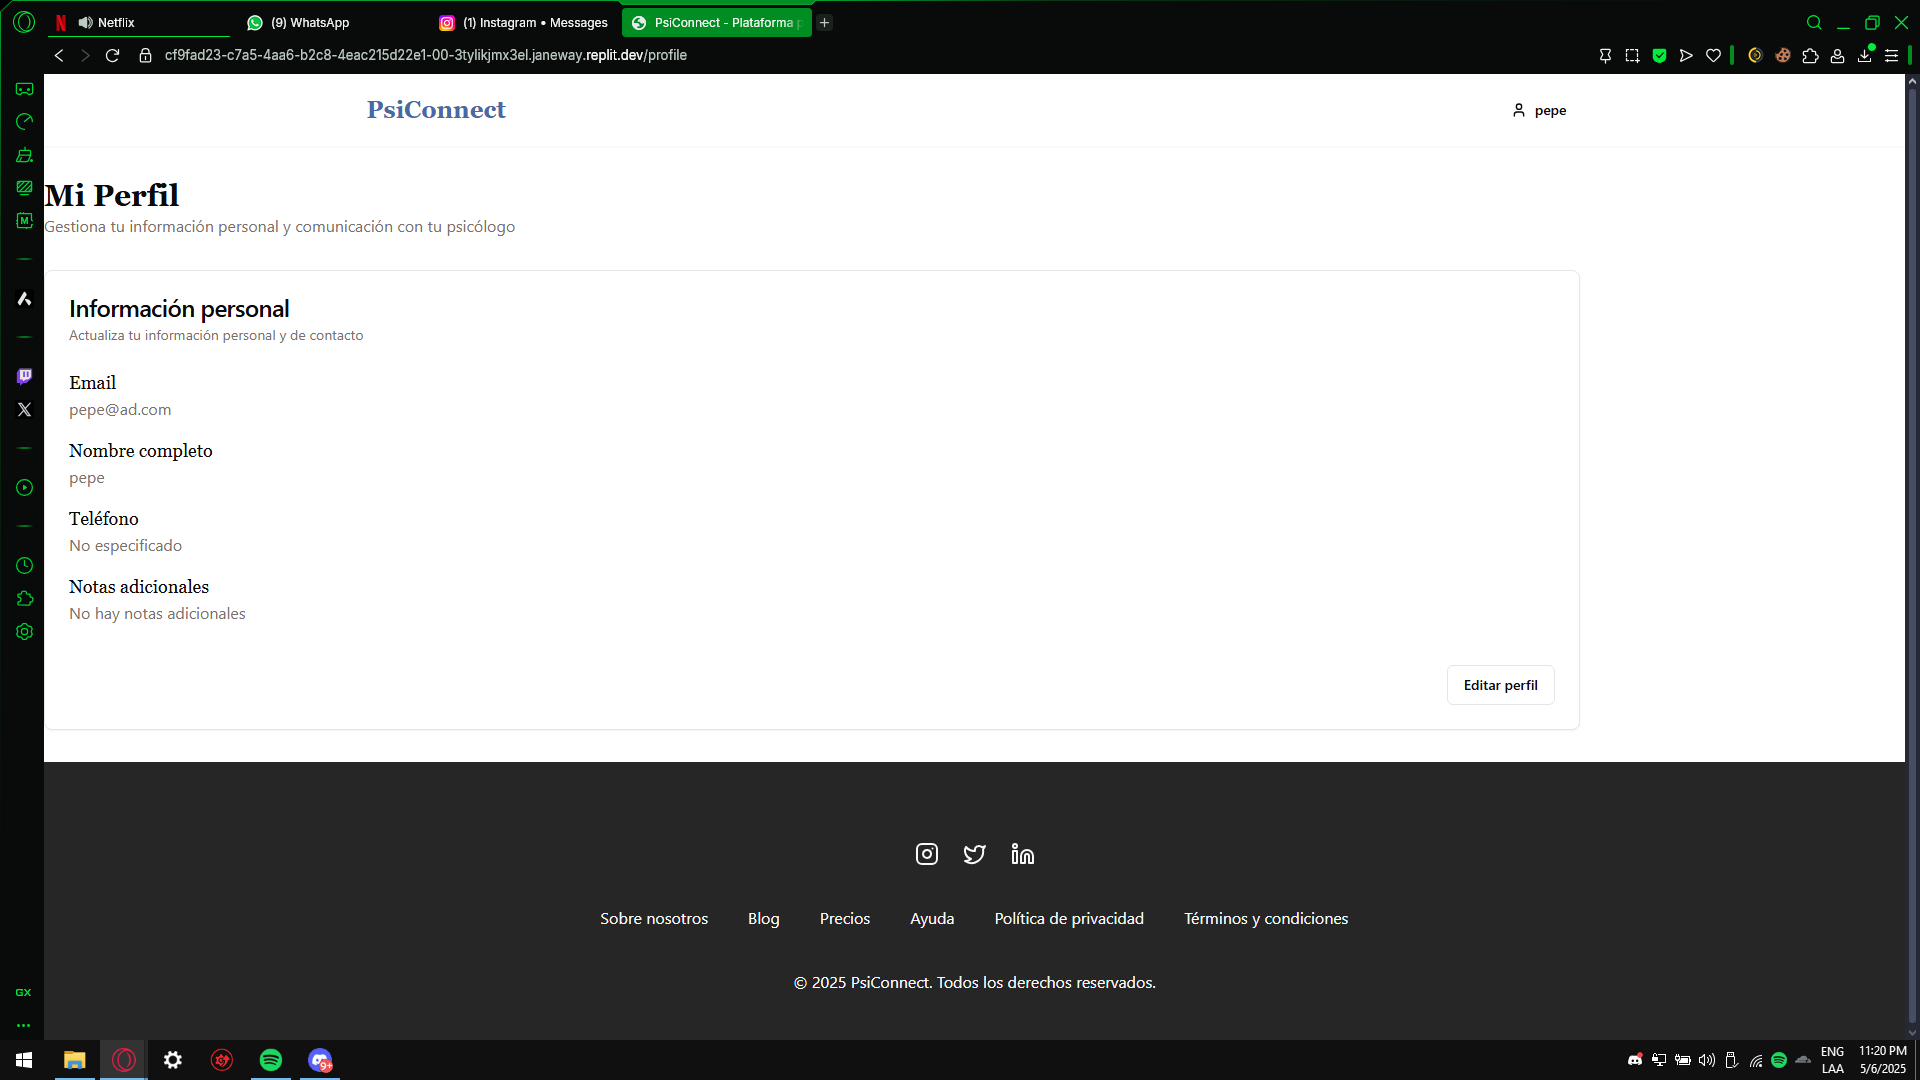 Netflix
(9) WhatsApp
(1) Instagram • Messages
PsiConnect - Plataforma p
cf9fad23-c7a5-4aa6-b2c8-4eac215d22e1-00-3tylikjmx3el.janeway.replit.dev/profile
PsiConnect
pepe
Mi Perfil
Gestiona tu información personal y comunicación con tu psicólogo
Información personal
Actualiza tu información personal y de contacto
Email
pepe@ad.com
Nombre completo
pepe
Teléfono
No especificado
Notas adicionales
No hay notas adicionales
Editar perfil
Sobre nosotros
Blog
Precios
Ayuda
Política de privacidad
Términos y condiciones
© 2025 PsiConnect. Todos los derechos reservados.
GX
9+
ENG
LAA
11:20 PM
5/6/2025